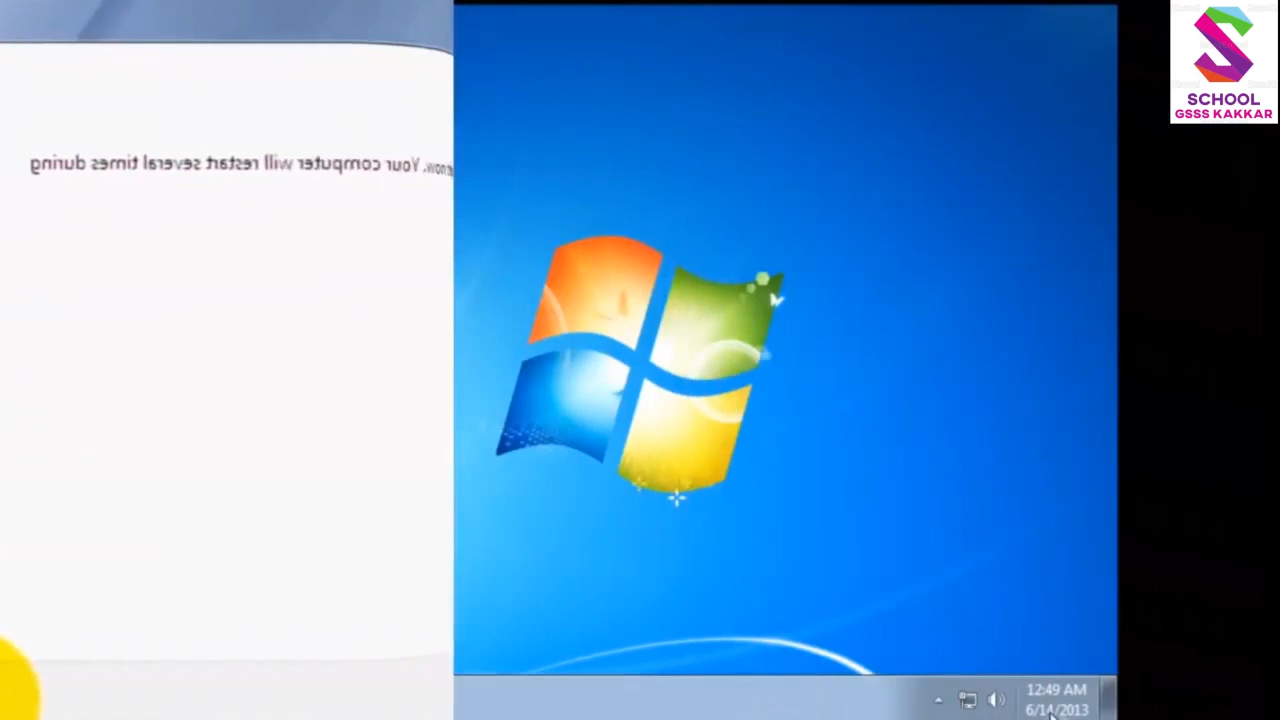 SCHOOL
GSSS KAKKAR
now. Your computer will restart several times during
12:49 AM
6/14/2013